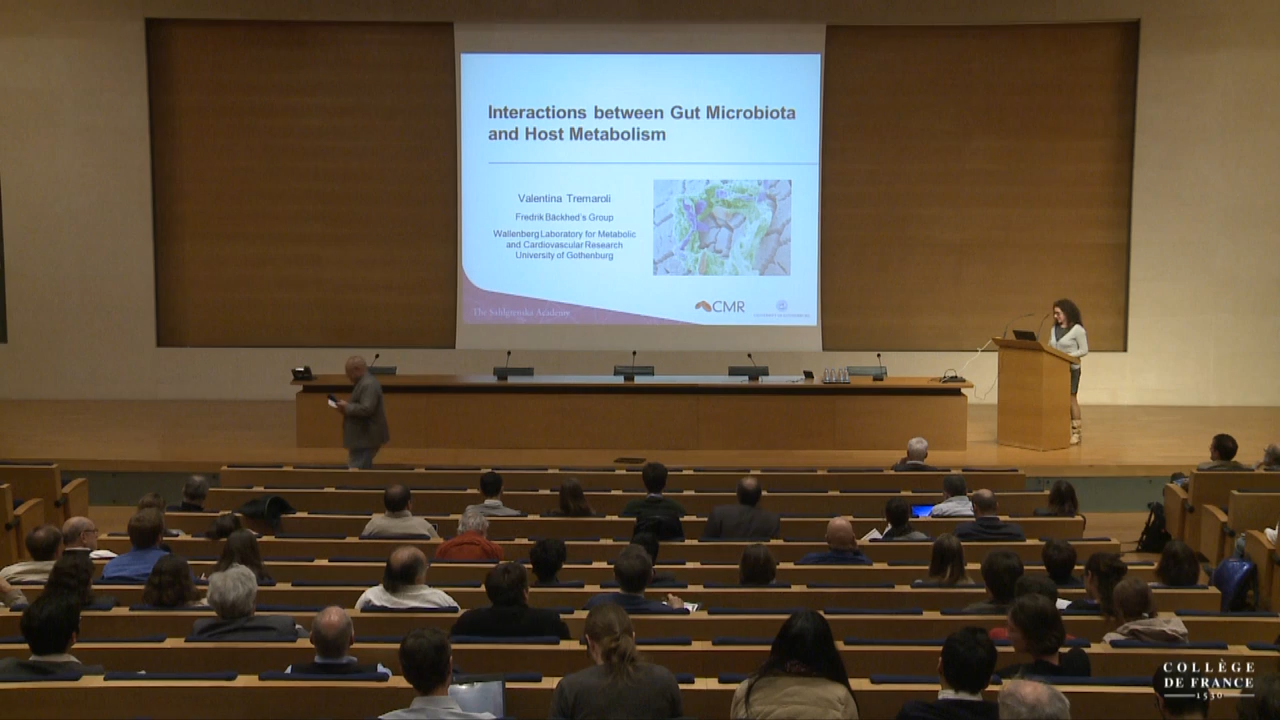 Interactions between Gut Microbiota
and Host Metabolism
Valentina Tremaroli
Fredrik Bäckhed's Group
Wallenberg Laboratory for Metabolic
and Cardiovascular Research
University of Gothenburg
The Sahlgrenska Academy
CMR
COLLÈGE
DE FRANCE
1530